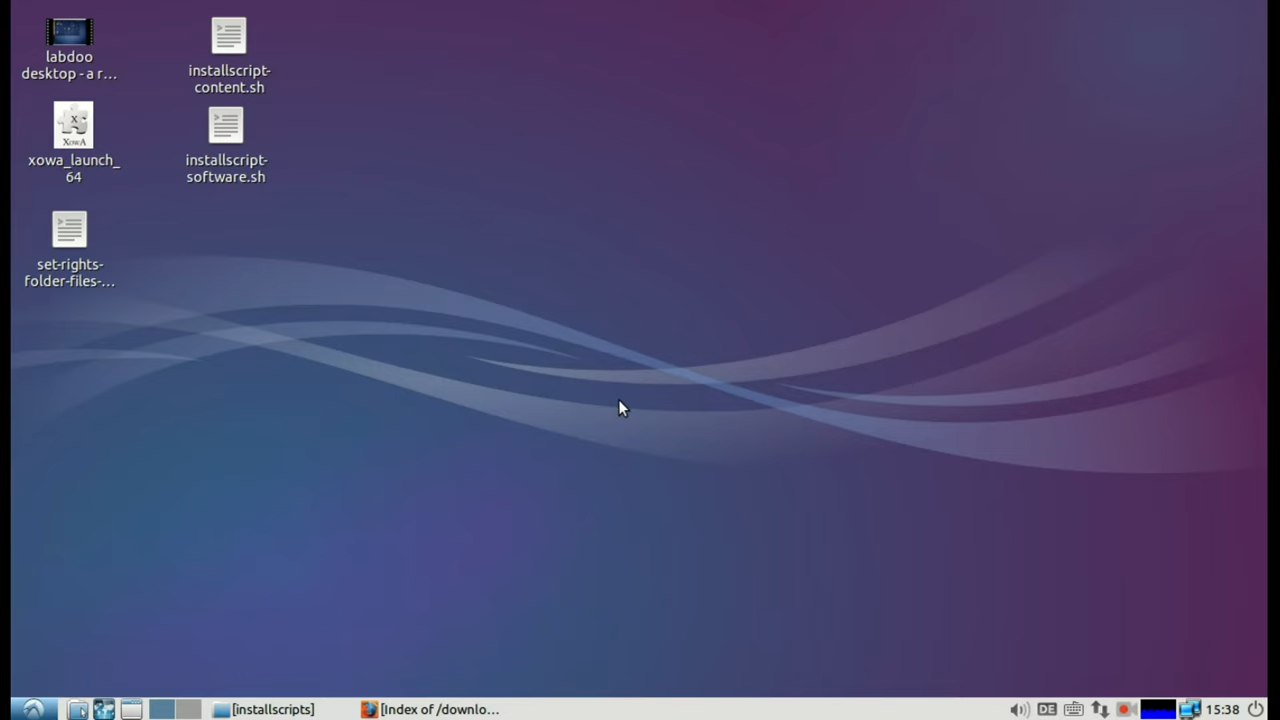 labdoo
desktop - a r...
installscript-
content.sh
X
XOWA
xowa_launch_
64
installscript-
software.sh
set-rights-
folder-files-...
[installscripts]
[Index of /downlo...
DE
15:38